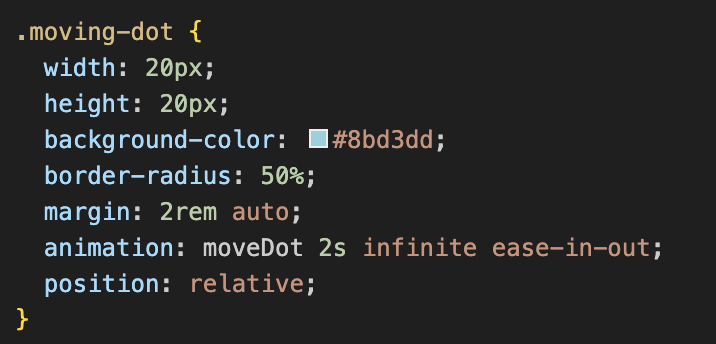 .moving-dot {
  width: 20px;
  height: 20px;
  background-color: #8bd3dd;
  border-radius: 50%;
  margin: 2rem auto;
  animation: moveDot 2s infinite ease-in-out;
  position: relative;
}